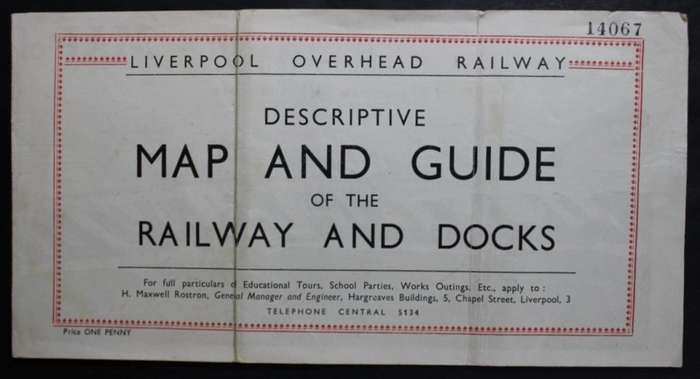 14067
LIVERPOOL OVERHEAD RAILWAY
DESCRIPTIVE
MAP AND GUIDE
OF THE
RAILWAY AND DOCKS
For full particulars of Educational Tours, School Parties, Works Outings, Etc., apply to :
H. Maxwell Rostron, General Manager and Engineer, Hargreaves Buildings, 5, Chapel Street, Liverpool, 3
TELEPHONE CENTRAL 5134
Price ONE PENNY